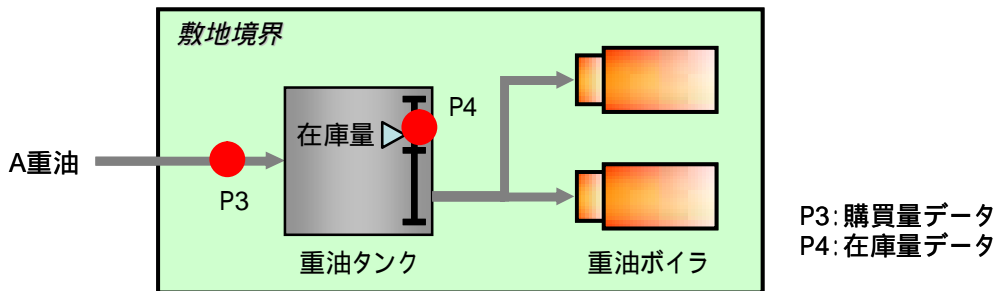 敷地境界
P4
在庫量
A重油
P3
重油タンク
重油ボイラ
P3:購買量データ
P4:在庫量データ